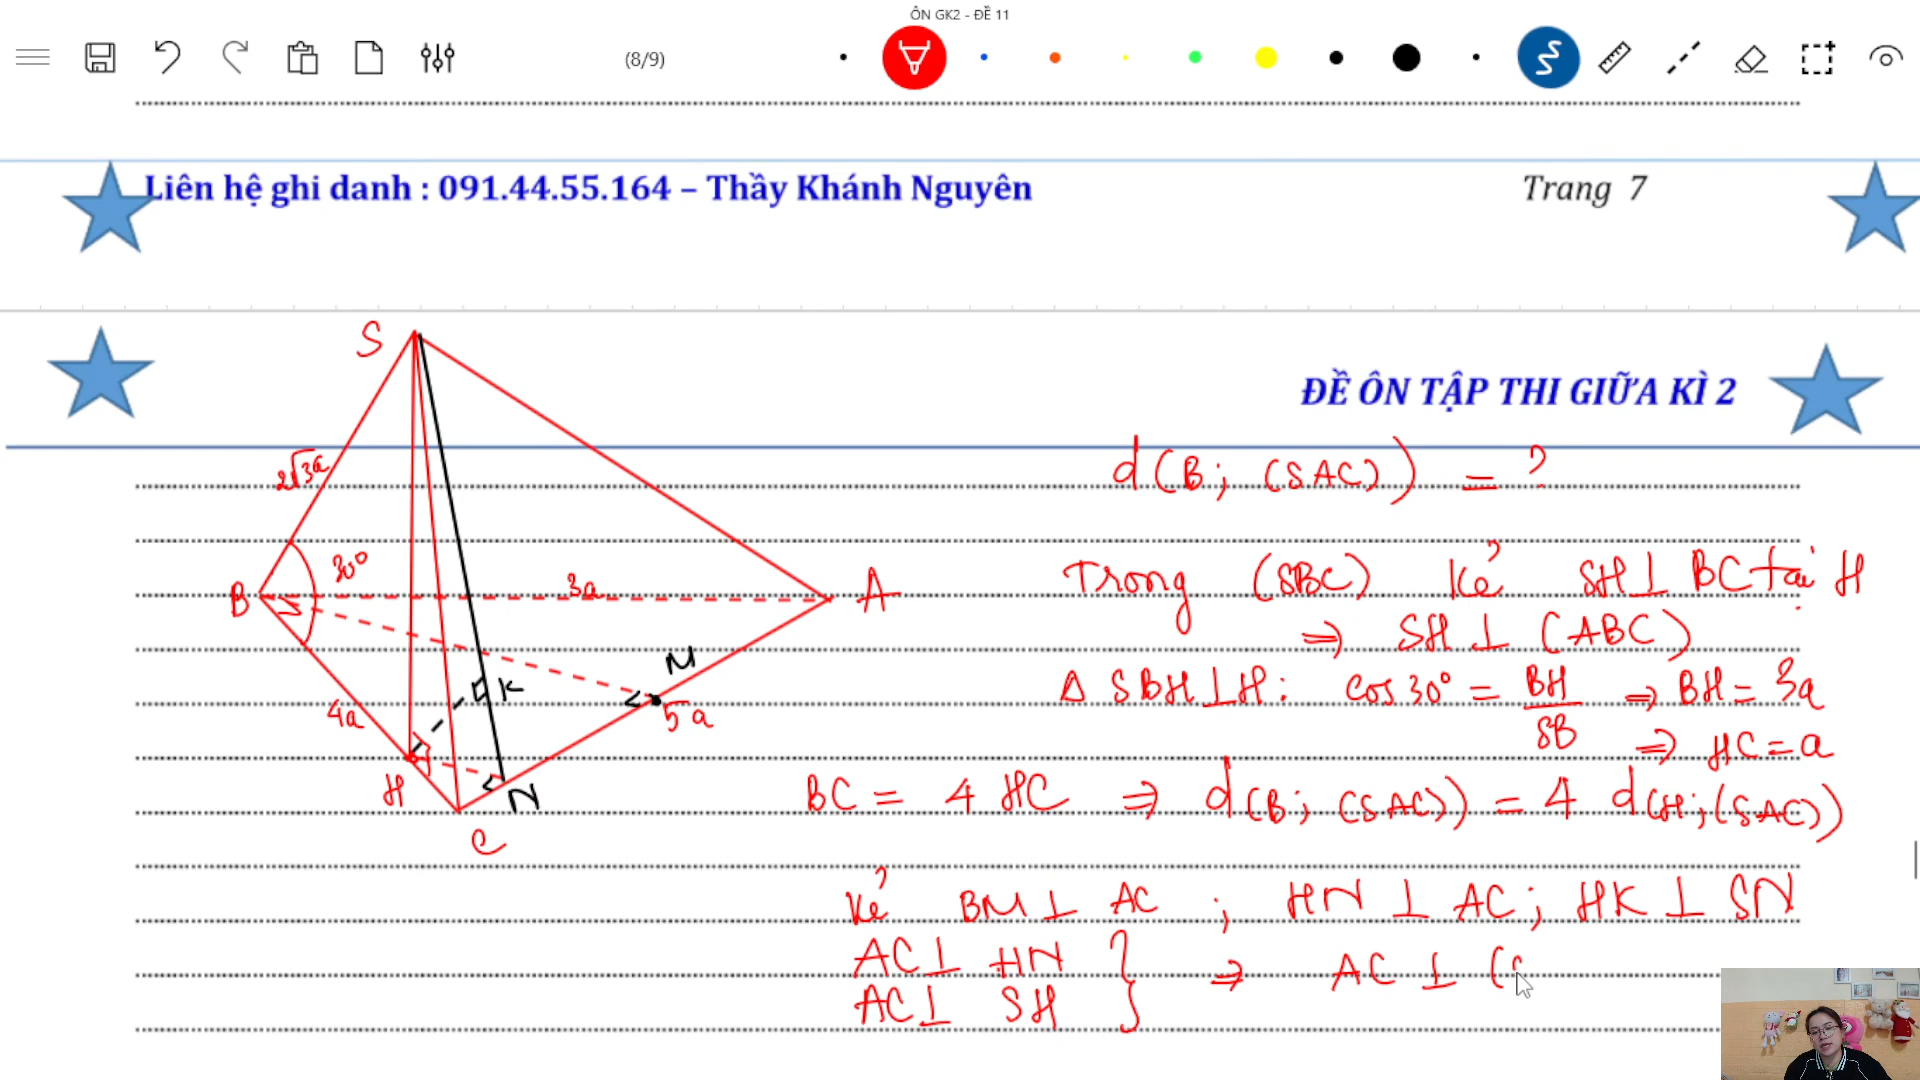 ÔN GK2 - ĐỀ 11
(8/9)
Liên hệ ghi danh : 091.44.55.164 – Thầy Khánh Nguyên
Trang 7
ĐỀ ÔN TẬP THI GIỮA KÌ 2
S
2√3a
30°
B
3a
A
M
K
4a
5a
H
N
C
d(B; (SAC)) = ?
Trong (SBC) Kẻ SH ⊥ BC tại H
⇒ SH ⊥ (ABC)
Δ SBH ⊥ H: cos 30° = BH/SB ⇒ BH = 3a
⇒ HC = a
BC = 4 HC ⇒ d(B; (SAC)) = 4 d(H; (SAC))
Kẻ BM ⊥ AC ; HN ⊥ AC; HK ⊥ SN
AC ⊥ HN } ⇒ AC ⊥ (
AC ⊥ SH